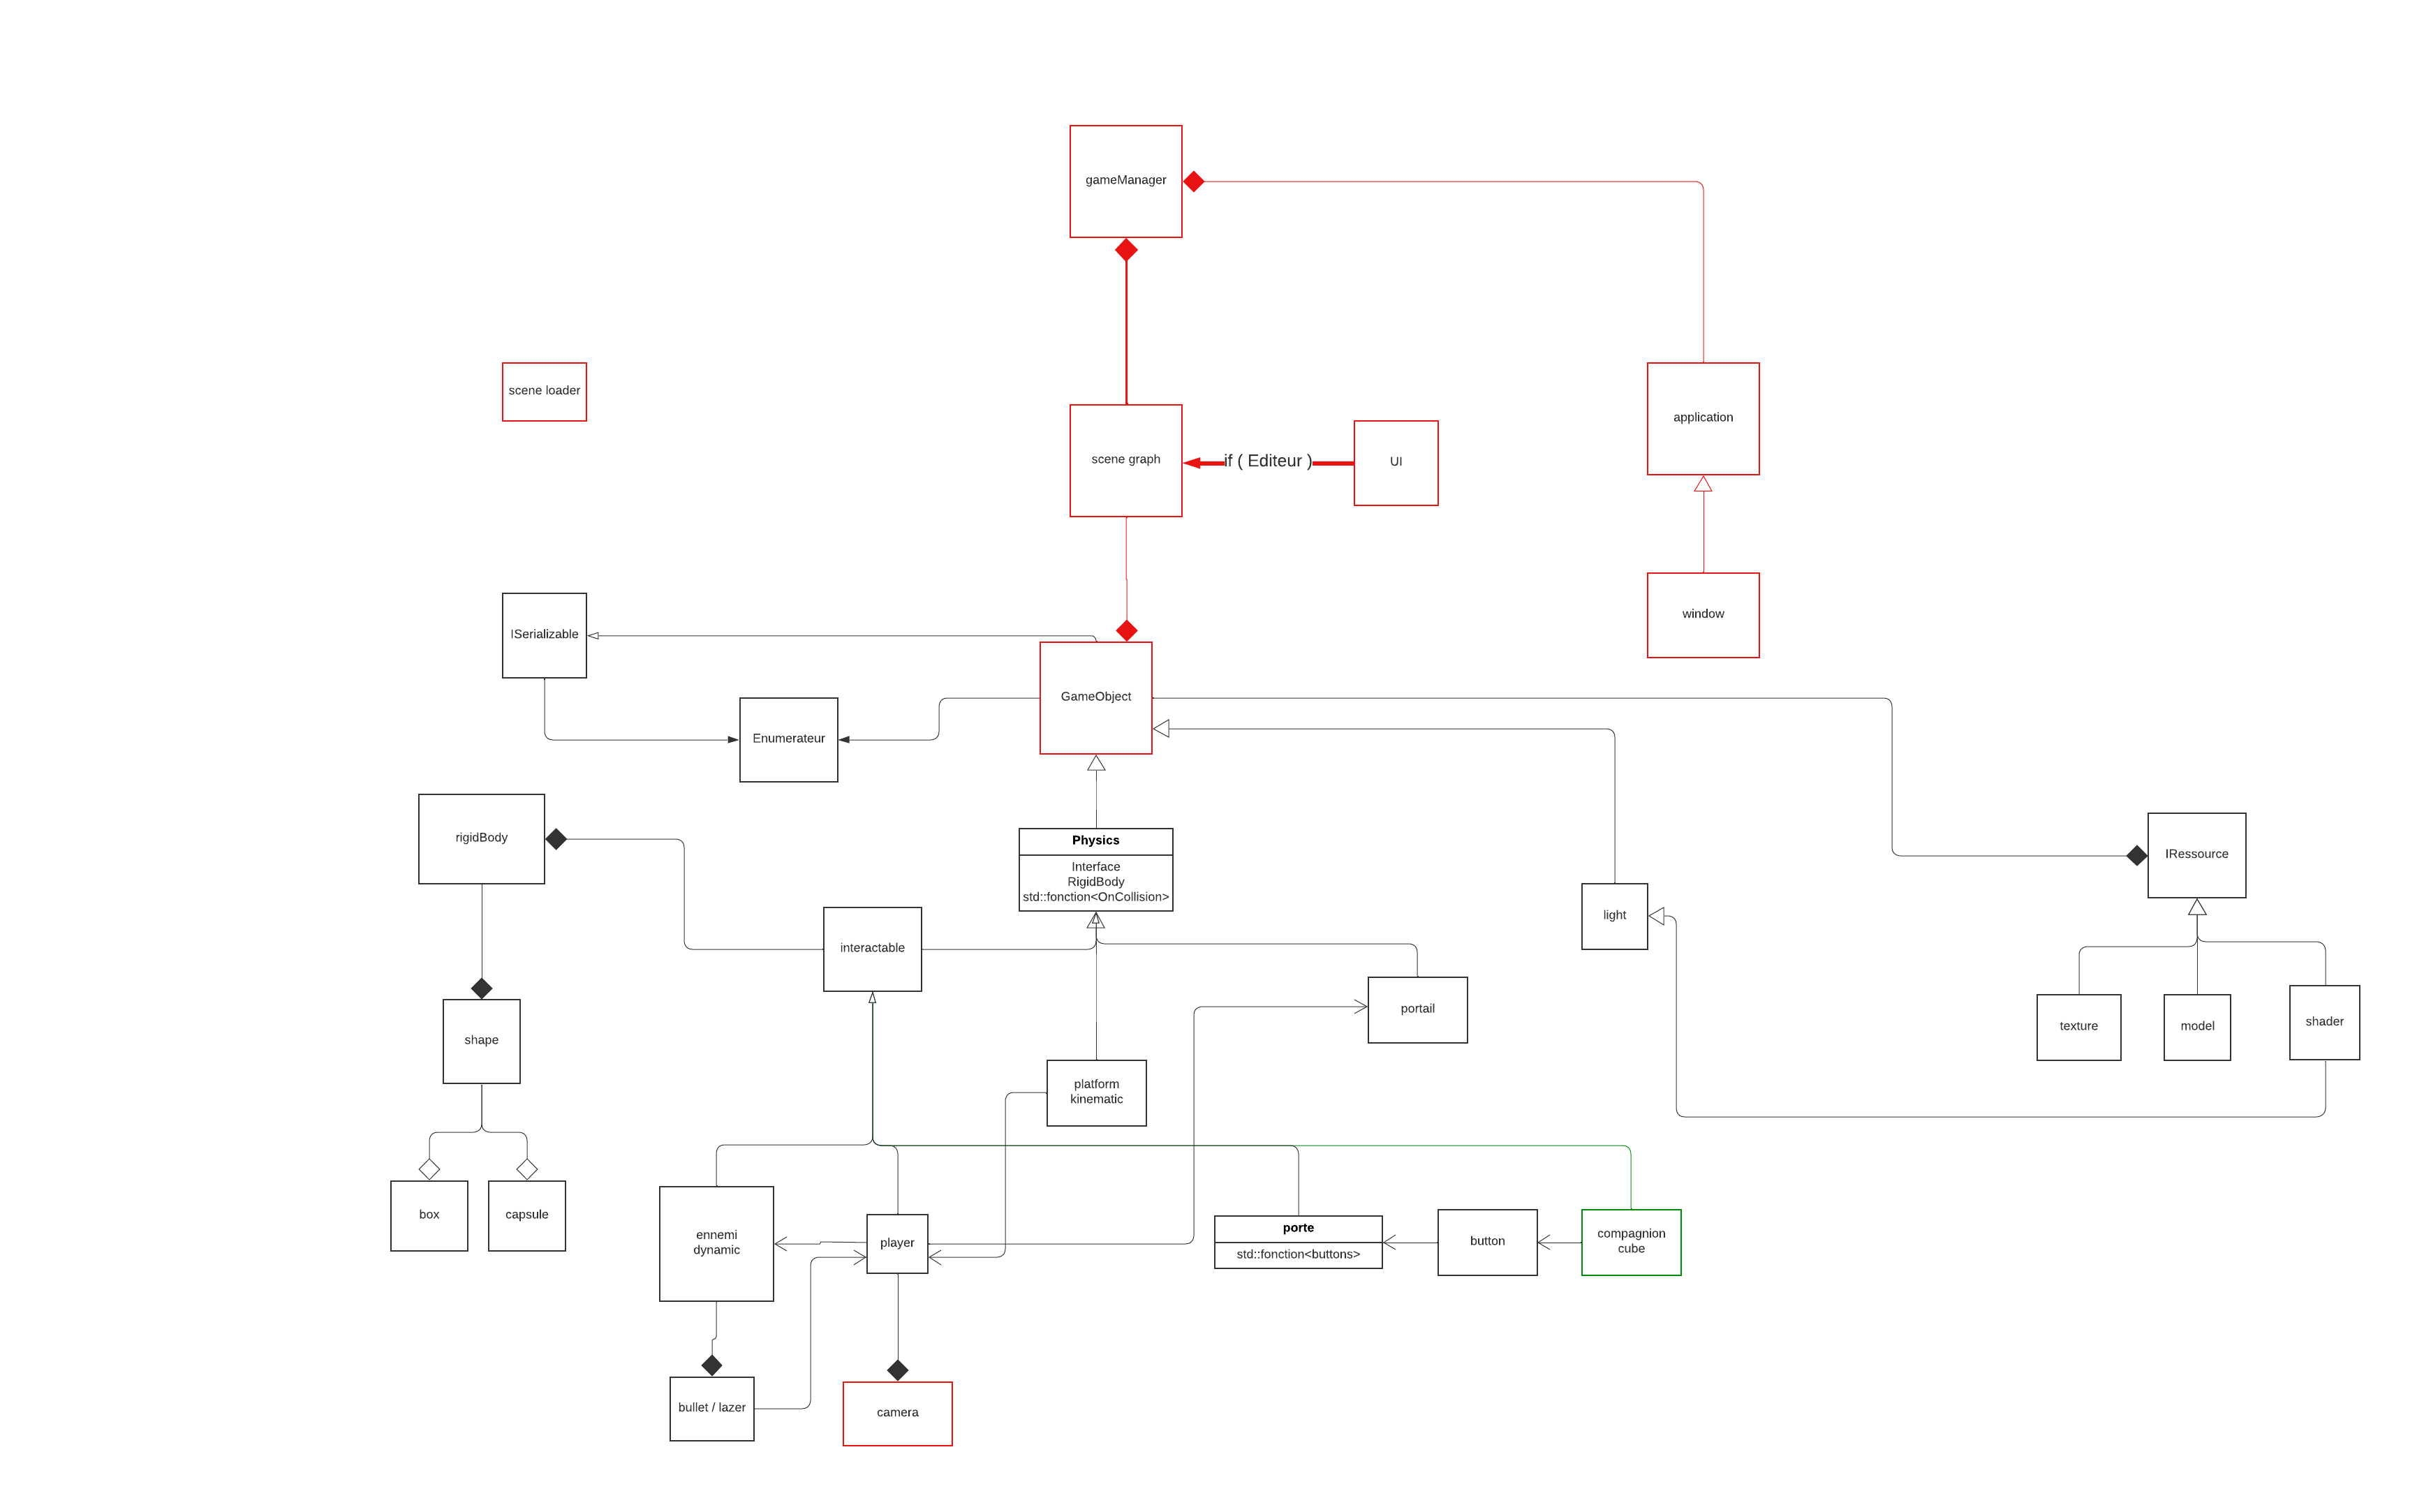 gameManager
scene loader
application
scene graph
if ( Editeur )
UI
window
ISerializable
GameObject
Enumerateur
rigidBody
Physics
Interface
RigidBody
std::fonction<OnCollision>
IRessource
interactable
light
portail
shape
texture
model
shader
platform
kinematic
box
capsule
ennemi
dynamic
player
porte
std::fonction<buttons>
button
compagnion
cube
bullet / lazer
camera